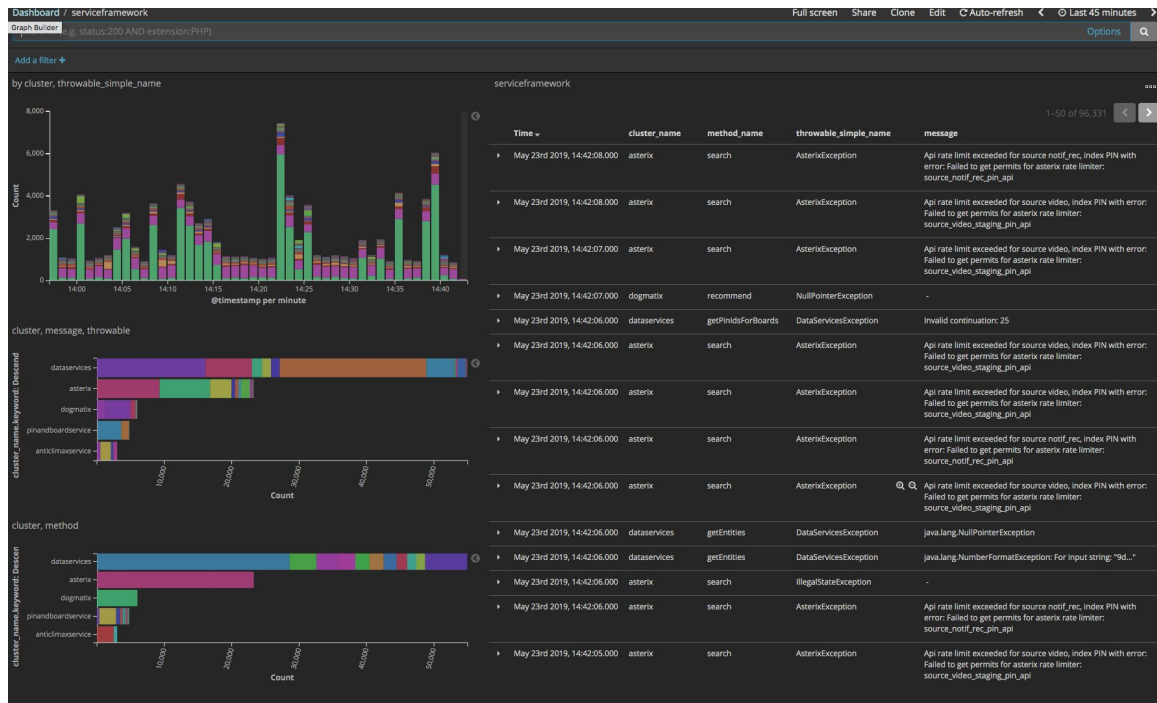 Dashboard / serviceframework
Full screen Share Clone Edit Auto-refresh Last 45 minutes
Graph Builder
e.g. status:200 AND extension:PHP)
Options
Add a filter +
by cluster, throwable_simple_name
8,000
6,000
4,000
2,000
0
Count
14:00 14:05 14:10 14:15 14:20 14:25 14:30 14:35 14:40
@timestamp per minute
cluster, message, throwable
dataservices
asterix
dogmatix
pinandboardservice
anticlimaxservice
cluster_name.keyword: Descend
10,000 20,000 30,000 40,000 50,000
Count
cluster, method
dataservices
asterix
dogmatix
pinandboardservice
anticlimaxservice
cluster_name.keyword: Descen
10,000 20,000 30,000 40,000 50,000
Count
serviceframework
1–50 of 96,331
Time cluster_name method_name throwable_simple_name message
May 23rd 2019, 14:42:08.000 asterix search AsterixException Api rate limit exceeded for source notif_rec, index PIN with
error: Failed to get permits for asterix rate limiter:
source_notif_rec_pin_api
May 23rd 2019, 14:42:08.000 asterix search AsterixException Api rate limit exceeded for source video, index PIN with error:
Failed to get permits for asterix rate limiter:
source_video_staging_pin_api
May 23rd 2019, 14:42:07.000 asterix search AsterixException Api rate limit exceeded for source video, index PIN with error:
Failed to get permits for asterix rate limiter:
source_video_staging_pin_api
May 23rd 2019, 14:42:07.000 dogmatix recommend NullPointerException -
May 23rd 2019, 14:42:06.000 dataservices getPinIdsForBoards DataServicesException Invalid continuation: 25
May 23rd 2019, 14:42:06.000 asterix search AsterixException Api rate limit exceeded for source video, index PIN with error:
Failed to get permits for asterix rate limiter:
source_video_staging_pin_api
May 23rd 2019, 14:42:06.000 asterix search AsterixException Api rate limit exceeded for source video, index PIN with error:
Failed to get permits for asterix rate limiter:
source_video_staging_pin_api
May 23rd 2019, 14:42:06.000 asterix search AsterixException Api rate limit exceeded for source notif_rec, index PIN with
error: Failed to get permits for asterix rate limiter:
source_notif_rec_pin_api
May 23rd 2019, 14:42:06.000 asterix search AsterixException Api rate limit exceeded for source video, index PIN with error:
Failed to get permits for asterix rate limiter:
source_video_staging_pin_api
May 23rd 2019, 14:42:06.000 dataservices getEntities DataServicesException java.lang.NullPointerException
May 23rd 2019, 14:42:06.000 dataservices getEntities DataServicesException java.lang.NumberFormatException: For input string: "9d..."
May 23rd 2019, 14:42:06.000 asterix search IllegalStateException -
May 23rd 2019, 14:42:06.000 asterix search AsterixException Api rate limit exceeded for source notif_rec, index PIN with
error: Failed to get permits for asterix rate limiter:
source_notif_rec_pin_api
May 23rd 2019, 14:42:05.000 asterix search AsterixException Api rate limit exceeded for source video, index PIN with error:
Failed to get permits for asterix rate limiter:
source_video_staging_pin_api